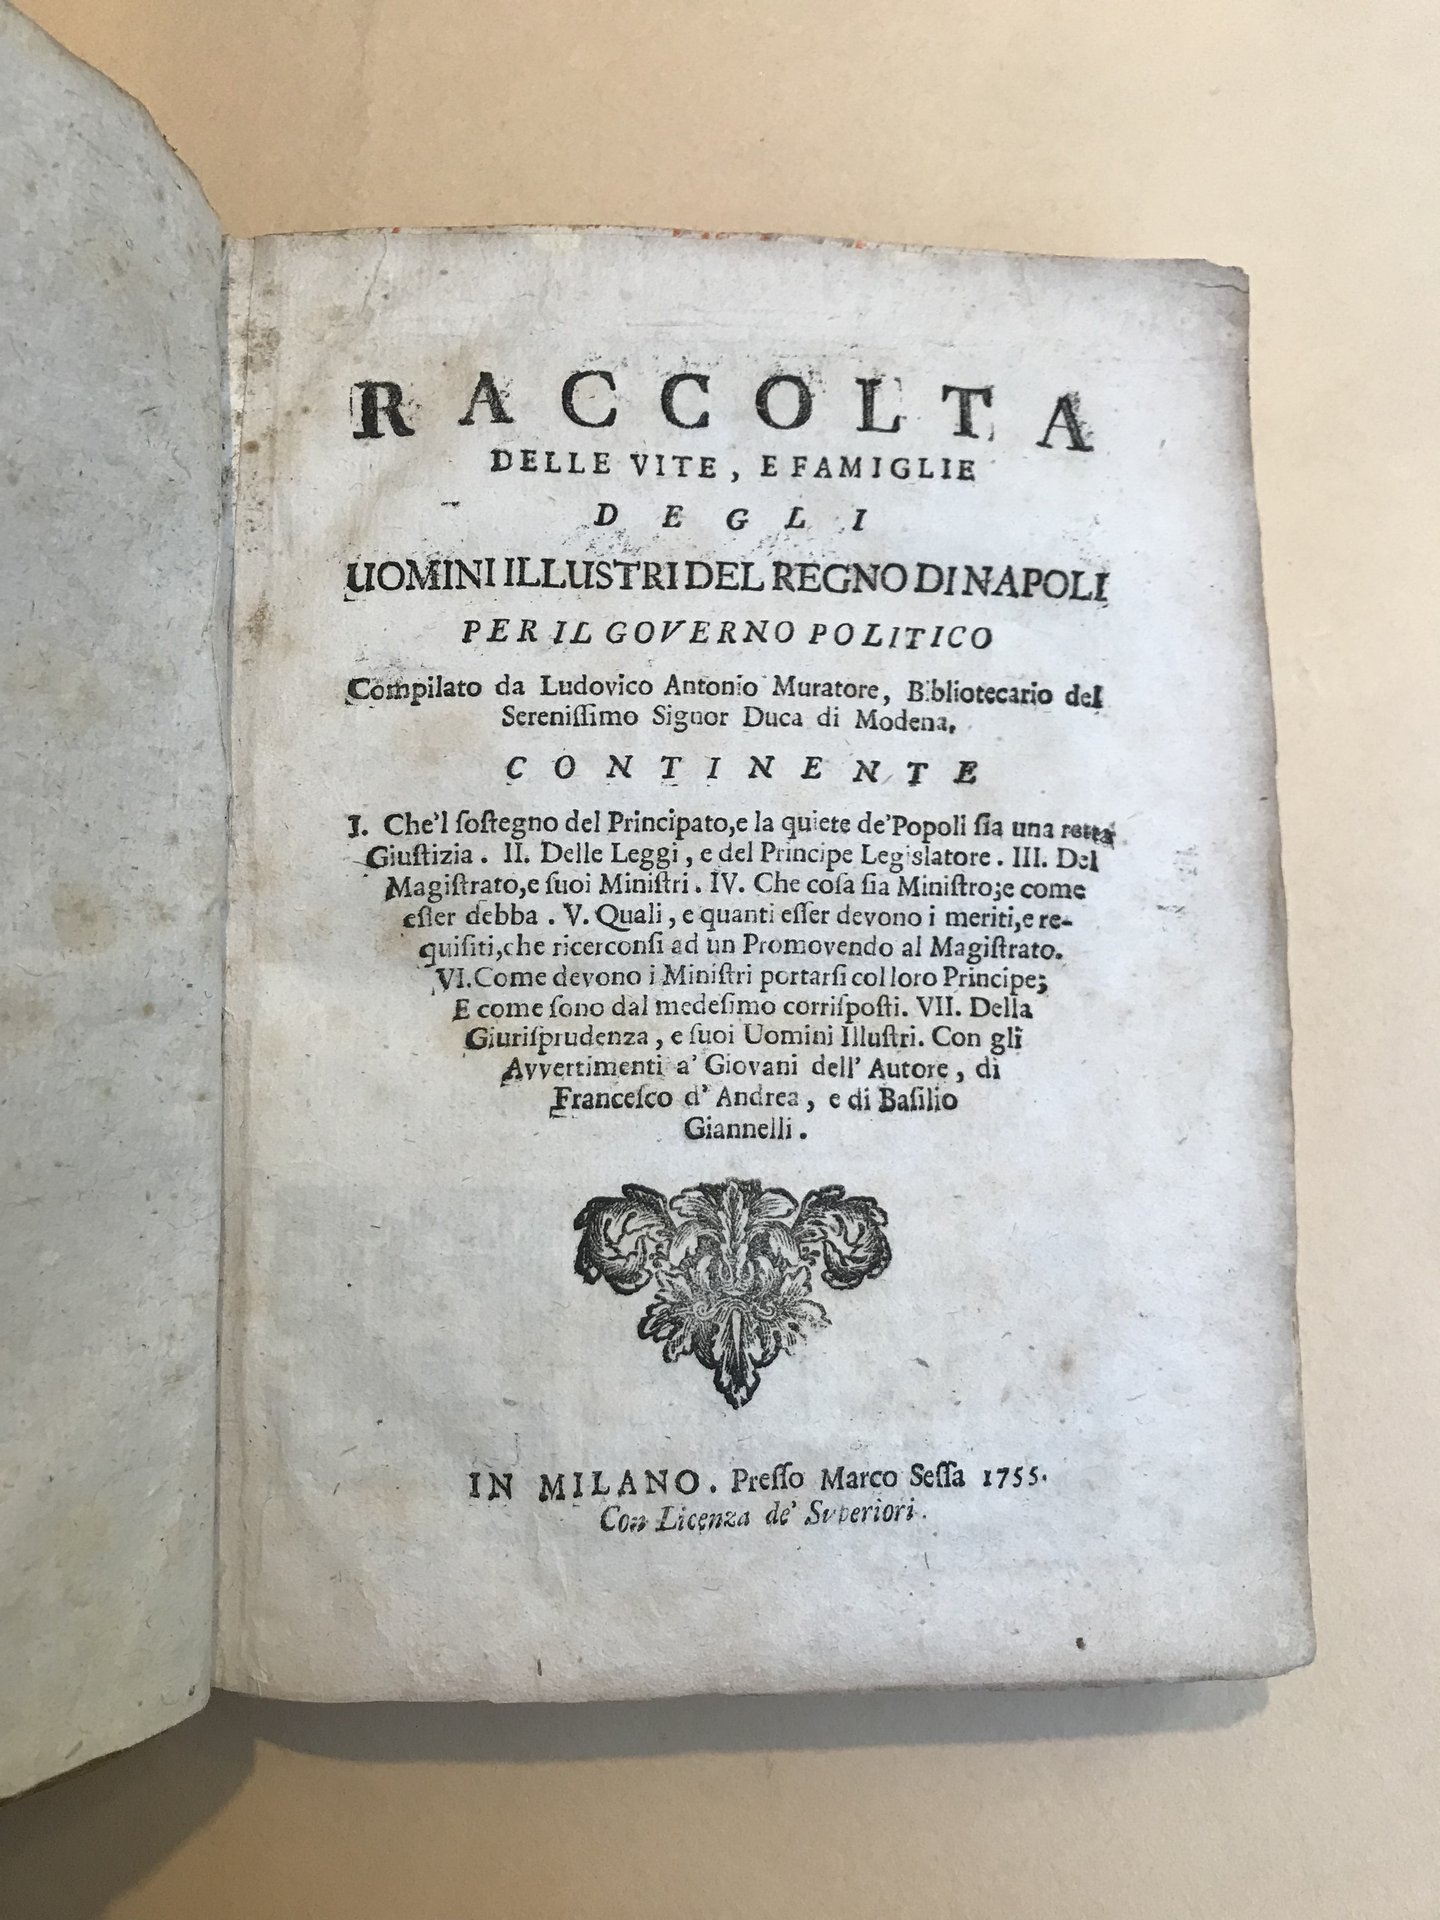 RACCOLTA
DELLE VITE, E FAMIGLIE
DEGLI
UOMINI ILLUSTRI DEL REGNO DI NAPOLI
PER IL GOVERNO POLITICO
Compilato da Ludovico Antonio Muratore, Bibliotecario del
Sereniſſimo Signor Duca di Modena.
CONTINENTE
I. Che'l ſoſtegno del Principato,e la quiete de'Popoli ſia una retta
Giuſtizia. II. Delle Leggi, e del Principe Legislatore. III. Del
Magiſtrato,e ſuoi Miniſtri. IV. Che coſa ſia Miniſtro;e come
eſſer debba. V. Quali, e quanti eſſer devono i meriti,e re-
quiſiti,che ricerconſi ad un Promovendo al Magiſtrato.
VI.Come devono i Miniſtri portarſi col loro Principe;
E come ſono dal medeſimo corriſpoſti. VII. Della
Giuriſprudenza, e ſuoi Uomini Illuſtri. Con gli
Avvertimenti a' Giovani dell' Autore, di
Franceſco d' Andrea, e di Baſilio
Giannelli.
IN MILANO. Preſſo Marco Seſſa 1755.
Con Licenza de' Superiori.